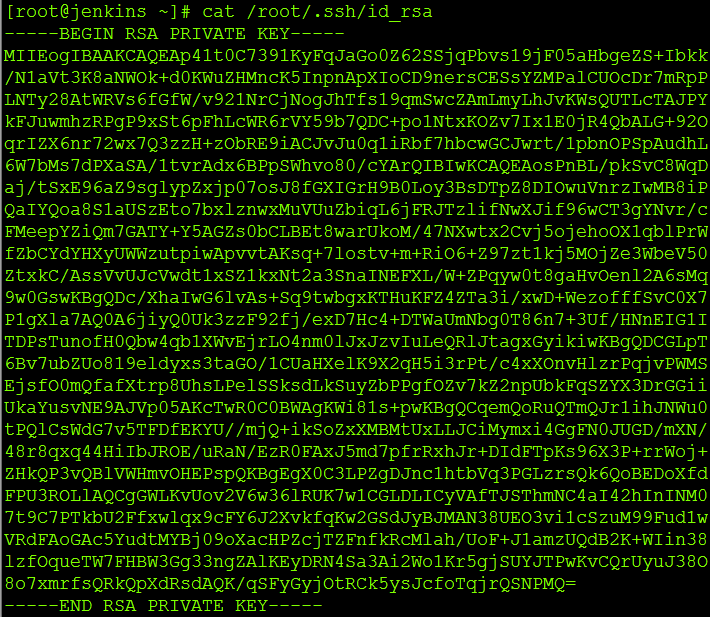 [root@jenkins ~]# cat /root/.ssh/id_rsa
-----BEGIN RSA PRIVATE KEY-----
MIIEogIBAAKCAQEAp41t0C7391KyFqJaGo0Z62SSjqPbvs19jF05aHbgeZS+Ibkk
/N1aVt3K8aNWOk+d0KWuZHMncK5InpnApXIoCD9nersCESsYZMPalCUOcDr7mRpP
LNTy28AtWRVs6fGfW/v921NrCjNogJhTfs19qmSwcZAmLmyLhJvKWsQUTLcTAJPY
kFJuwmhzRPgP9xSt6pFhLcWR6rVY59b7QDC+po1NtxKOZv7Ix1E0jR4QbALG+92O
qrIZX6nr72wx7Q3zzH+zObRE9iACJvJu0q1iRbf7hbcwGCJwrt/1pbnOPSpAudhL
6W7bMs7dPXaSA/1tvrAdx6BPpSWhvo80/cYArQIBIwKCAQEAosPnBL/pkSvC8WqD
aj/tSxE96aZ9sglypZxjp07osJ8fGXIGrH9B0Loy3BsDTpZ8DIOwuVnrzIwMB8iP
QaIYQoa8S1aUSzEto7bxlznwxMuVUuZbiqL6jFRJTzlifNwXJif96wCT3gYNvr/c
FMeepYZiQm7GATY+Y5AGZs0bCLBEt8warUkoM/47NXwtx2Cvj5ojehoOX1qblPrW
fZbCYdYHXyUWWzutpiwApvvtAKsq+7lostv+m+RiO6+Z97zt1kj5MOjZe3WbeV50
ZtxkC/AssVvUJcVwdt1xSZ1kxNt2a3SnaINEFXL/W+ZPqyw0t8gaHvOenl2A6sMq
9w0GswKBgQDc/XhaIwG6lvAs+Sq9twbgxKTHuKFZ4ZTa3i/xwD+WezofffSvC0X7
P1gXla7AQ0A6jiyQ0Uk3zzF92fj/exD7Hc4+DTWaUmNbg0T86n7+3Uf/HNnEIG1I
TDPsTunofH0Qbw4qb1XWvEjrLO4nm0lJxJzvIuLeQRlJtagxGyikiwKBgQDCGLpT
6Bv7ubZUo819eldyxs3taGO/1CUaHXelK9X2qH5i3rPt/c4xXOnvHlzrPqjvPWMS
EjsfO0mQfafXtrp8UhsLPelSSksdLkSuyZbPPgfOZv7kZ2npUbkFqSZYX3DrGGii
UkaYusvNE9AJVp05AKcTwR0C0BWAgKWi81s+pwKBgQCqemQoRuQTmQJr1ihJNWu0
tPQlCsWdG7v5TFDfEKYU//mjQ+ikSoZxXMBMtUxLLJCiMymxi4GgFN0JUGD/mXN/
48r8qxq44HiIbJROE/uRaN/EzR0FAxJ5md7pfrRxhJr+DIdFTpKs96X3P+rrWoj+
ZHkQP3vQBlVWHmvOHEPspQKBgEgX0C3LPZgDJnc1htbVq3PGLzrsQk6QoBEDoXfd
FPU3ROLlAQCgGWLKvUov2V6w36lRUK7w1CGLDLICyVAfTJSThmNC4aI42hInINM0
7t9C7PTkbU2Ffxwlqx9cFY6J2XvkfqKw2GSdJyBJMAN38UEO3vi1cSzuM99Fud1w
VRdFAoGAc5YudtMYBj09oXacHPZcjTZFnfkRcMlah/UoF+J1amzUQdB2K+WIin38
lzfOqueTW7FHBW3Gg33ngZAlKEyDRN4Sa3Ai2Wo1Kr5gjSUYJTPwKvCQrUyuJ38O
8o7xmrfsQRkQpXdRsdAQK/qSFyGyjOtRCk5ysJcfoTqjrQSNPMQ=
-----END RSA PRIVATE KEY-----